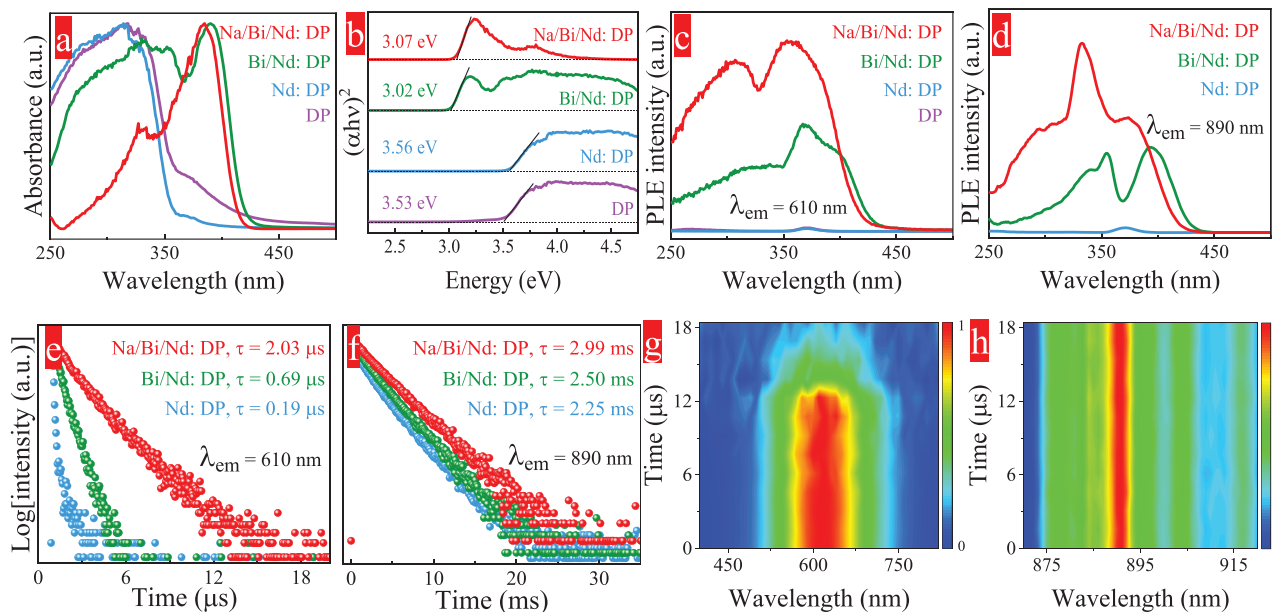 a
Na/Bi/Nd: DP
Bi/Nd: DP
Nd: DP
DP
Absorbance (a.u.)
250
350
450
Wavelength (nm)
b
3.07 eV
Na/Bi/Nd: DP
3.02 eV
Bi/Nd: DP
3.56 eV
Nd: DP
3.53 eV
DP
(αhν)²
2.5
3.0
3.5
4.0
4.5
Energy (eV)
c
Na/Bi/Nd: DP
Bi/Nd: DP
Nd: DP
DP
λem = 610 nm
PLE intensity (a.u.)
250
350
450
Wavelength (nm)
d
Na/Bi/Nd: DP
Bi/Nd: DP
Nd: DP
λem = 890 nm
PLE intensity (a.u.)
250
350
450
Wavelength (nm)
e
Na/Bi/Nd: DP, τ = 2.03 μs
Bi/Nd: DP, τ = 0.69 μs
Nd: DP, τ = 0.19 μs
λem = 610 nm
Log[intensity (a.u.)]
0
6
12
20
Time (μs)
f
Na/Bi/Nd: DP, τ = 2.99 ms
Bi/Nd: DP, τ = 2.50 ms
Nd: DP, τ = 2.25 ms
λem = 890 nm
0
10
20
30
Time (ms)
g
18
12
6
0
Time (μs)
450
600
750
Wavelength (nm)
1
0
h
18
12
6
0
Time (μs)
875
895
915
Wavelength (nm)